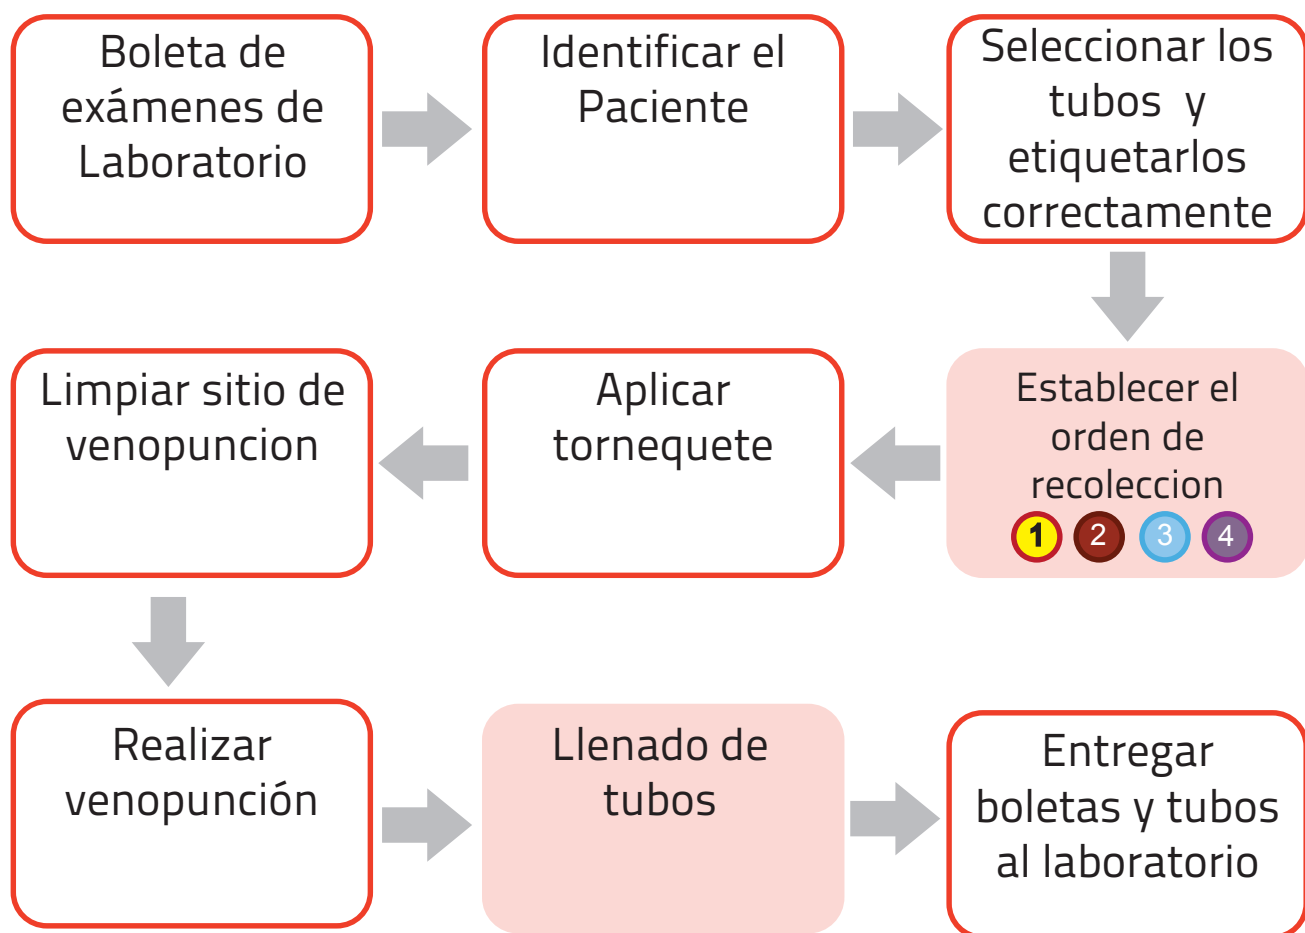 Boleta de
exámenes de
Laboratorio
Identificar el
Paciente
Seleccionar los
tubos y
etiquetarlos
correctamente
Establecer el
orden de
recoleccion
1 2 3 4
Aplicar
tornequete
Limpiar sitio de
venopuncion
Realizar
venopunción
Llenado de
tubos
Entregar
boletas y tubos
al laboratorio